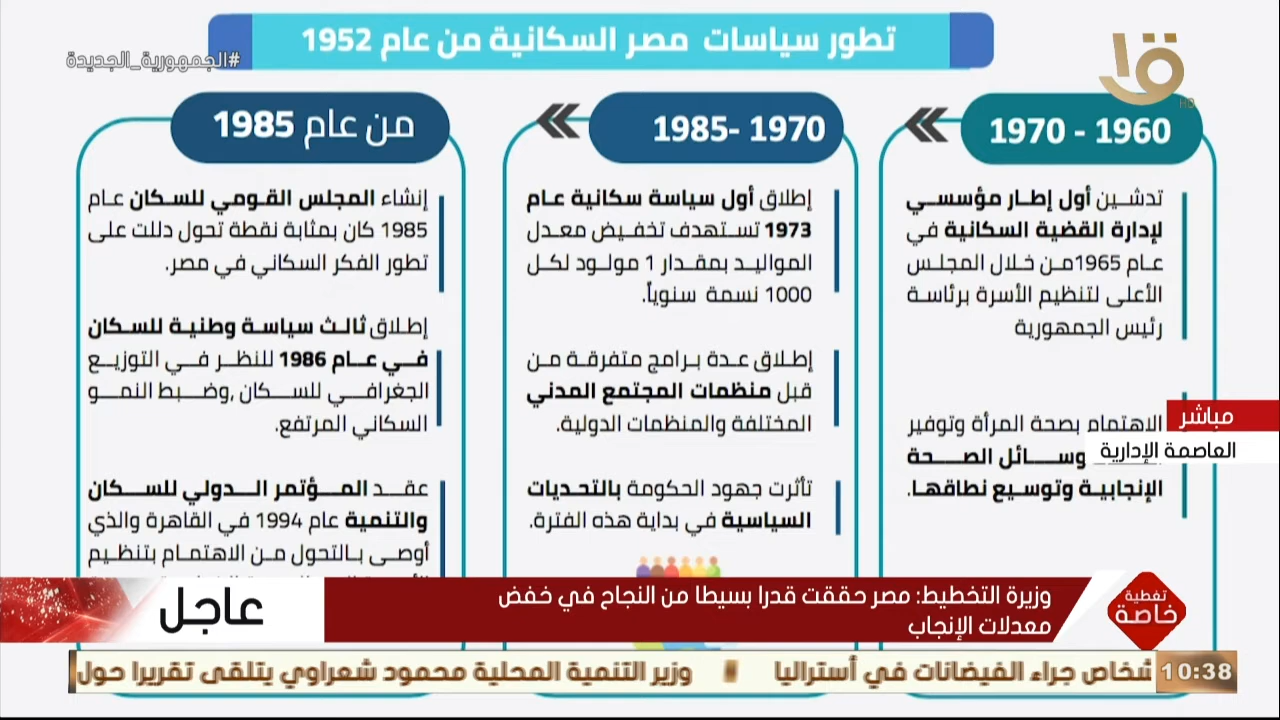 تطور سياسات مصر السكانية من عام 1952
#الجمهورية_الجديدة
HD
1960 - 1970
تدشين أول إطار مؤسسي
لإدارة القضية السكانية في
عام 1965من خلال المجلس
الأعلى لتنظيم الأسرة برئاسة
رئيس الجمهورية
الاهتمام بصحة المرأة وتوفير
وسائل الصحة
الإنجابية وتوسيع نطاقها.
1970 -1985
إطلاق أول سياسة سكانية عام
1973 تستهدف تخفيض معدل
المواليد بمقدار 1 مولود لكل
1000 نسمة سنوياً.
إطلاق عدة برامج متفرقة من
قبل منظمات المجتمع المدني
المختلفة والمنظمات الدولية.
تأثرت جهود الحكومة بالتحديات
السياسية في بداية هذه الفترة.
من عام 1985
إنشاء المجلس القومي للسكان عام
1985 كان بمثابة نقطة تحول دللت على
تطور الفكر السكاني في مصر.
إطلاق ثالث سياسة وطنية للسكان
في عام 1986 للنظر في التوزيع
الجغرافي للسكان ,وضبط النمو
السكاني المرتفع.
عقد المؤتمر الدولي للسكان
والتنمية عام 1994 في القاهرة والذي
أوصى بالتحول من الاهتمام بتنظيم
مباشر
العاصمة الإدارية
تغطية
خاصة
وزيرة التخطيط: مصر حققت قدرا بسيطا من النجاح في خفض
معدلات الإنجاب
عاجل
10:38
شخاص جراء الفيضانات في أستراليا
وزير التنمية المحلية محمود شعراوي يتلقى تقريرا حول